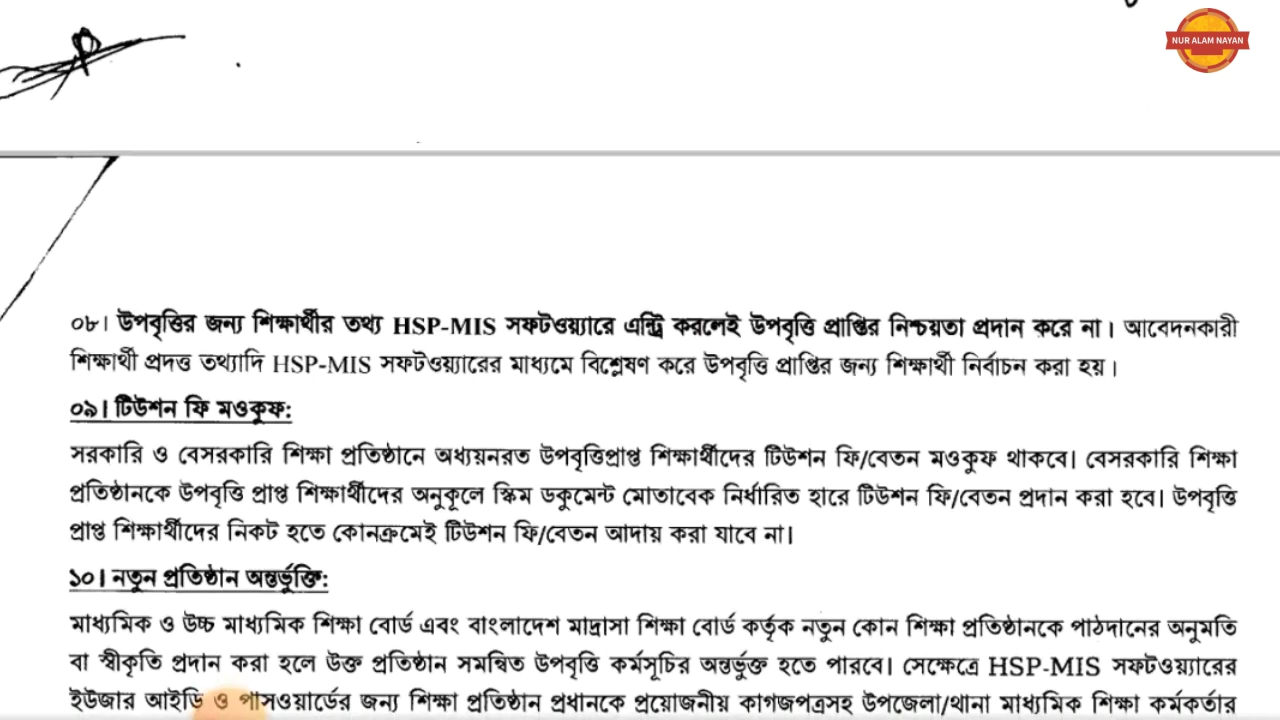 NUR ALAM NAYAN
০৮। উপবৃত্তির জন্য শিক্ষার্থীর তথ্য HSP-MIS সফটওয়্যারে এন্ট্রি করলেই উপবৃত্তি প্রাপ্তির নিশ্চয়তা প্রদান করে না। আবেদনকারী
শিক্ষার্থী প্রদত্ত তথ্যাদি HSP-MIS সফটওয়্যারের মাধ্যমে বিশ্লেষণ করে উপবৃত্তি প্রাপ্তির জন্য শিক্ষার্থী নির্বাচন করা হয়।
০৯। টিউশন ফি মওকুফ:
সরকারি ও বেসরকারি শিক্ষা প্রতিষ্ঠানে অধ্যয়নরত উপবৃত্তিপ্রাপ্ত শিক্ষার্থীদের টিউশন ফি/বেতন মওকুফ থাকবে। বেসরকারি শিক্ষা
প্রতিষ্ঠানকে উপবৃত্তি প্রাপ্ত শিক্ষার্থীদের অনুকূলে স্কিম ডকুমেন্ট মোতাবেক নির্ধারিত হারে টিউশন ফি/বেতন প্রদান করা হবে। উপবৃত্তি
প্রাপ্ত শিক্ষার্থীদের নিকট হতে কোনক্রমেই টিউশন ফি/বেতন আদায় করা যাবে না।
১০। নতুন প্রতিষ্ঠান অন্তর্ভুক্তি:
মাধ্যমিক ও উচ্চ মাধ্যমিক শিক্ষা বোর্ড এবং বাংলাদেশ মাদ্রাসা শিক্ষা বোর্ড কর্তৃক নতুন কোন শিক্ষা প্রতিষ্ঠানকে পাঠদানের অনুমতি
বা স্বীকৃতি প্রদান করা হলে উক্ত প্রতিষ্ঠান সমন্বিত উপবৃত্তি কর্মসূচির অন্তর্ভুক্ত হতে পারবে। সেক্ষেত্রে HSP-MIS সফটওয়্যারের
ইউজার আইডি ও পাসওয়ার্ডের জন্য শিক্ষা প্রতিষ্ঠান প্রধানকে প্রয়োজনীয় কাগজপত্রসহ উপজেলা/থানা মাধ্যমিক শিক্ষা কর্মকর্তার